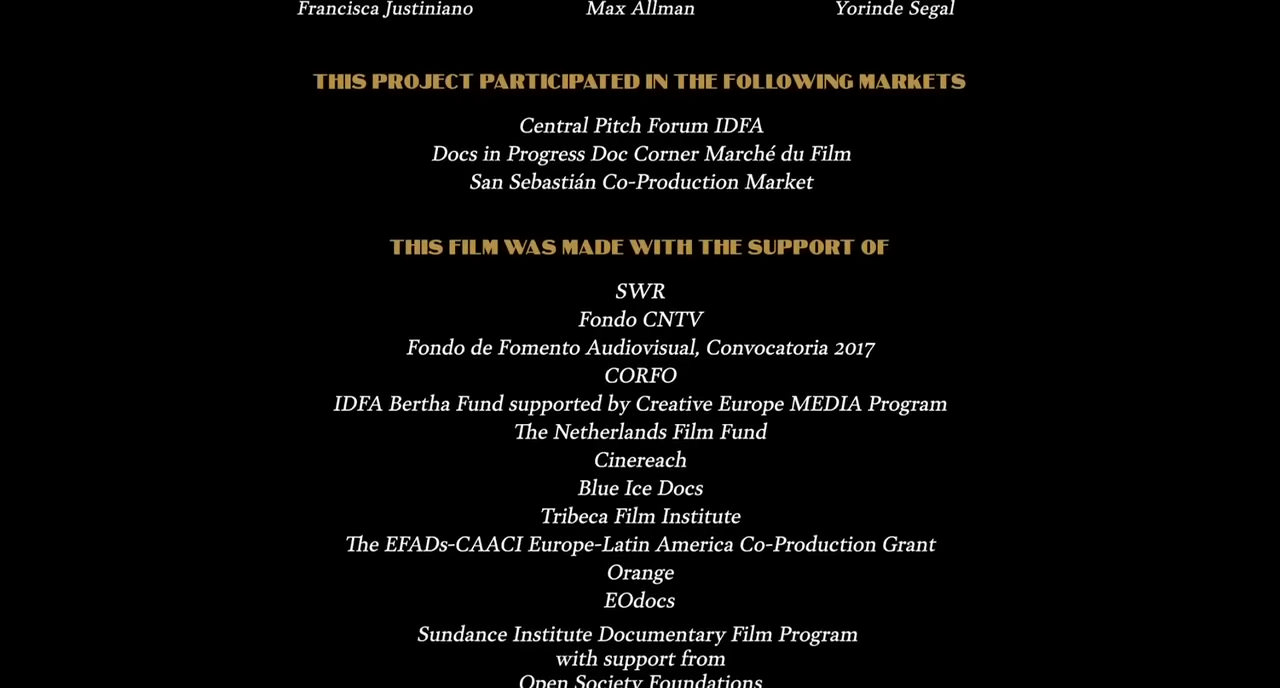 Francisca Justiniano Max Allman Yorinde Segal
THIS PROJECT PARTICIPATED IN THE FOLLOWING MARKETS
Central Pitch Forum IDFA
Docs in Progress Doc Corner Marché du Film
San Sebastián Co-Production Market
THIS FILM WAS MADE WITH THE SUPPORT OF
SWR
Fondo CNTV
Fondo de Fomento Audiovisual, Convocatoria 2017
CORFO
IDFA Bertha Fund supported by Creative Europe MEDIA Program
The Netherlands Film Fund
Cinereach
Blue Ice Docs
Tribeca Film Institute
The EFADs-CAACI Europe-Latin America Co-Production Grant
Orange
EOdocs
Sundance Institute Documentary Film Program
with support from
Open Society Foundations